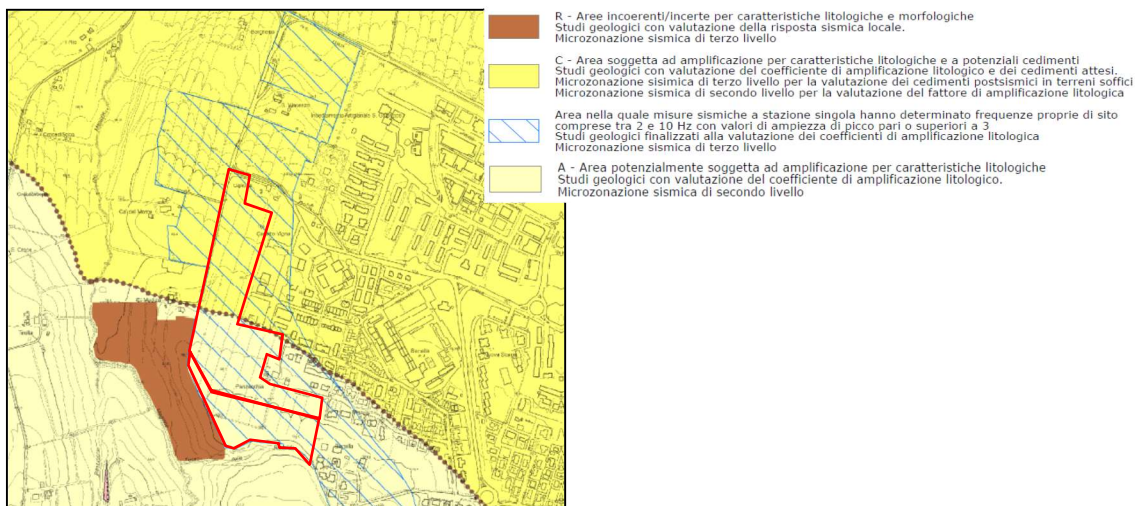 R - Aree incoerenti/incerte per caratteristiche litologiche e morfologiche
Studi geologici con valutazione della risposta sismica locale.
Microzonazione sismica di terzo livello
C - Area soggetta ad amplificazione per caratteristiche litologiche e a potenziali cedimenti
Studi geologici con valutazione del coefficiente di amplificazione litologico e dei cedimenti attesi.
Microzonazione sisimica di terzo livello per la valutazione dei cedimenti postsismici in terreni soffici
Microzonazione sismica di secondo livello per la valutazione del fattore di amplificazione litologica
Area nella quale misure sismiche a stazione singola hanno determinato frequenze proprie di sito
comprese tra 2 e 10 Hz con valori di ampiezza di picco pari o superiori a 3
Studi geologici finalizzati alla valutazione dei coefficienti di amplificazione litologica
Microzonazione sismica di terzo livello
A - Area potenzialmente soggetta ad amplificazione per caratteristiche litologiche
Studi geologici con valutazione del coefficiente di amplificazione litologico.
Microzonazione sismica di secondo livello